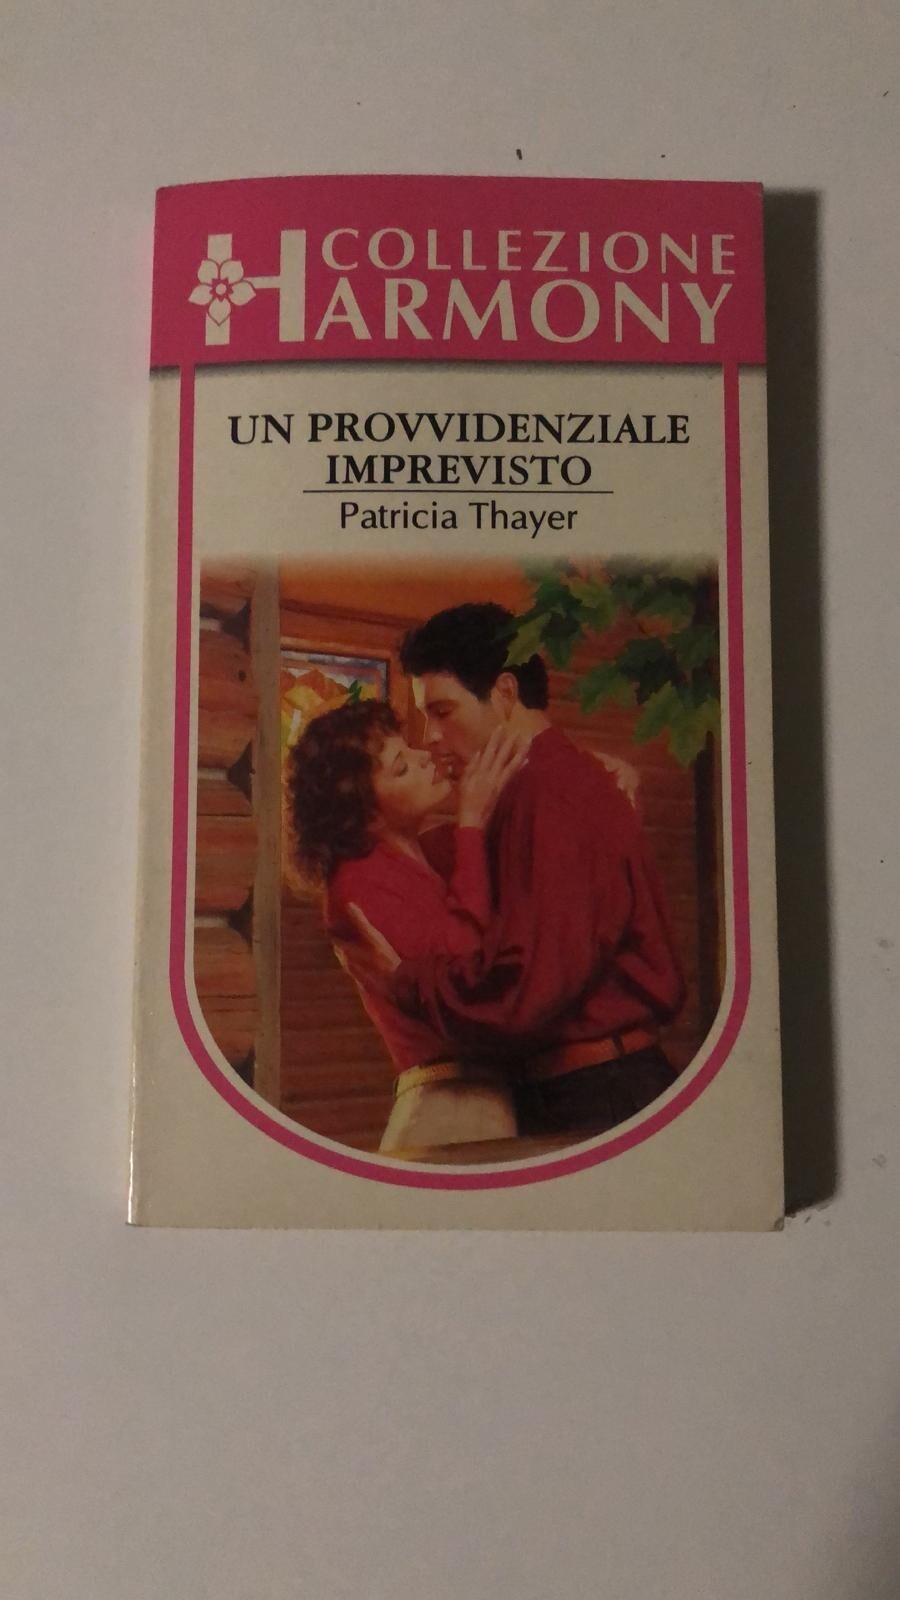 COLLEZIONE
HARMONY
UN PROVVIDENZIALE
IMPREVISTO
Patricia Thayer